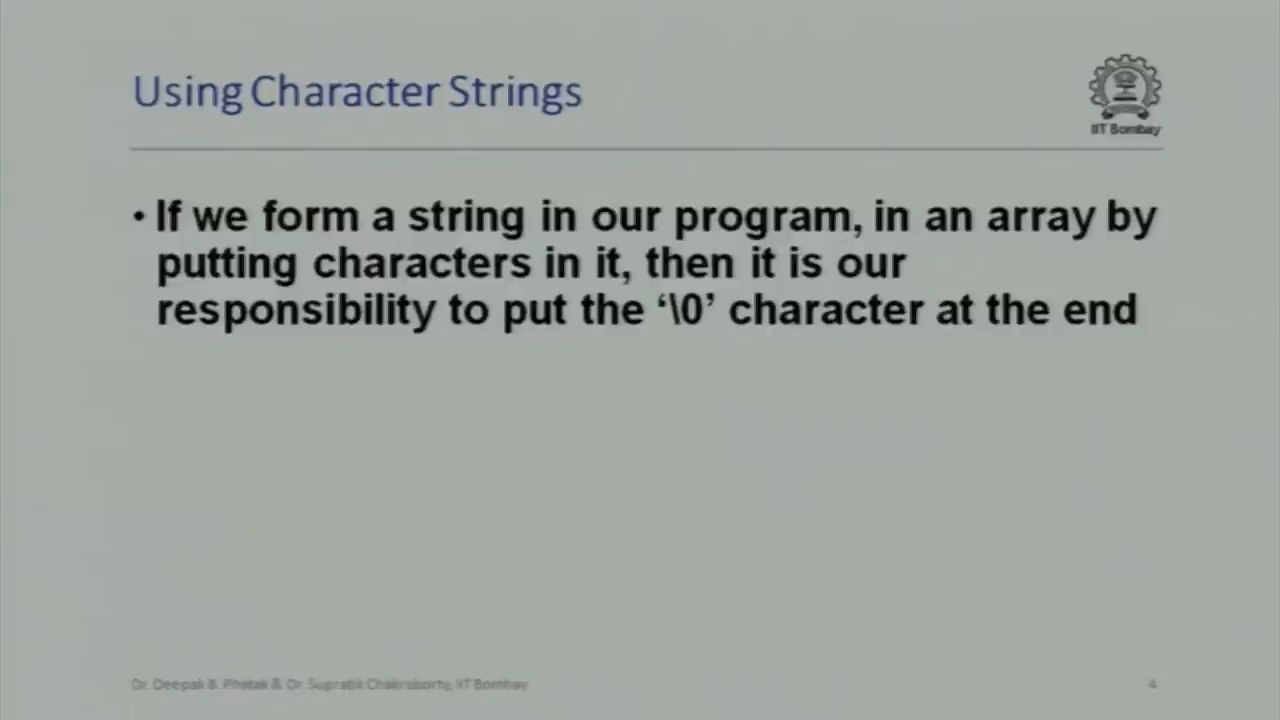 Using Character Strings
IIT Bombay
• If we form a string in our program, in an array by
putting characters in it, then it is our
responsibility to put the ‘\0’ character at the end
Dr. Deepak B. Phatak & Dr. Supratik Chakraborty, IIT Bombay
4